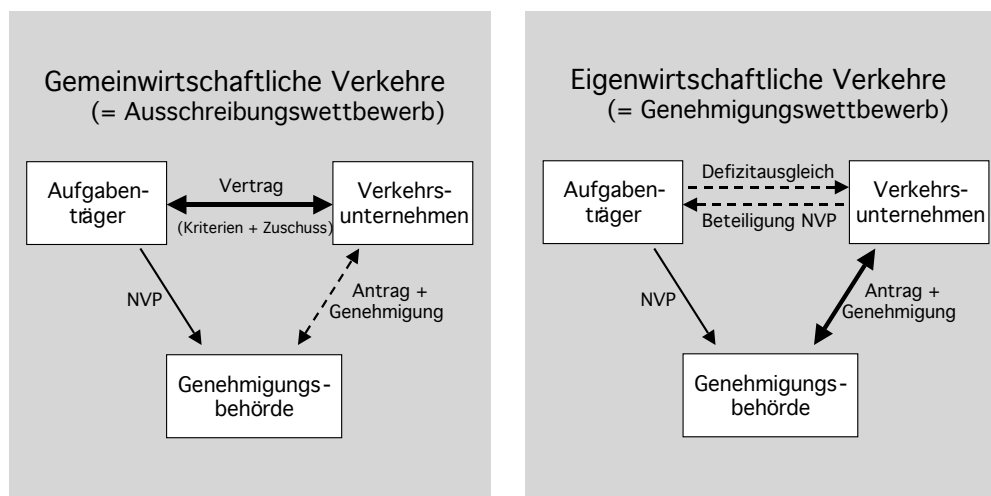 Gemeinwirtschaftliche Verkehre
(= Ausschreibungswettbewerb)
Aufgaben-
träger
Vertrag
(Kriterien + Zuschuss)
Verkehrs-
unternehmen
NVP
Antrag +
Genehmigung
Genehmigungs-
behörde
Eigenwirtschaftliche Verkehre
(= Genehmigungswettbewerb)
Aufgaben-
träger
Defizitausgleich
Beteiligung NVP
Verkehrs-
unternehmen
NVP
Antrag +
Genehmigung
Genehmigungs-
behörde